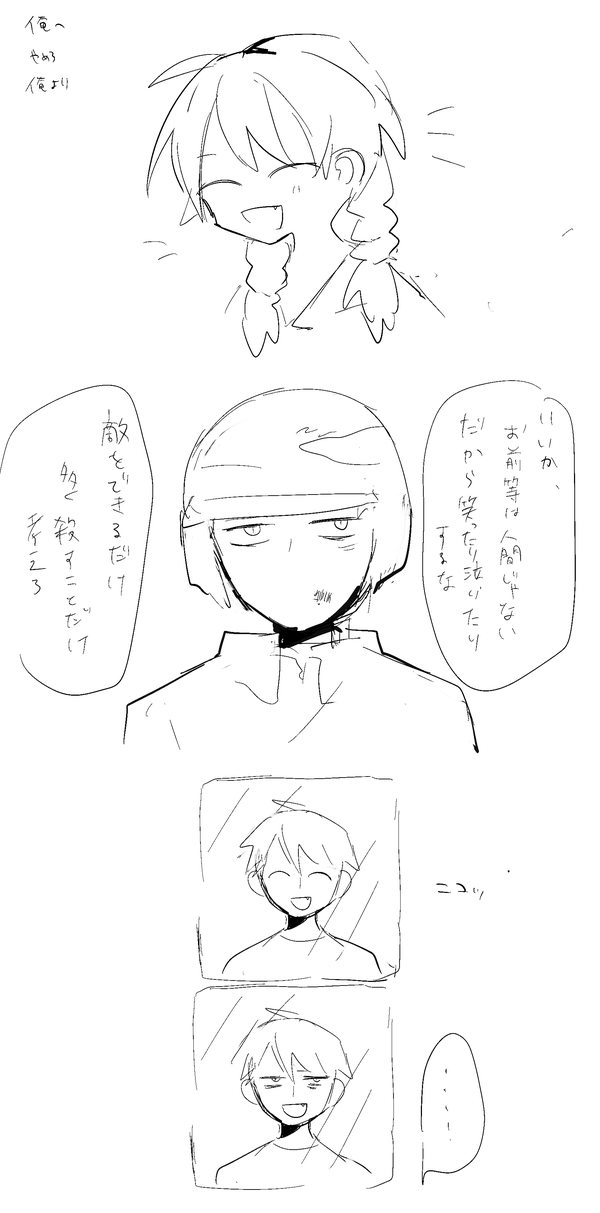 俺へ
やめろ
俺より
いいか、
お前等は人間じゃない
だから笑ったり泣いたり
するな
敵をできるだけ
多く殺すことだけ
考えろ
ニコッ
・・・・!